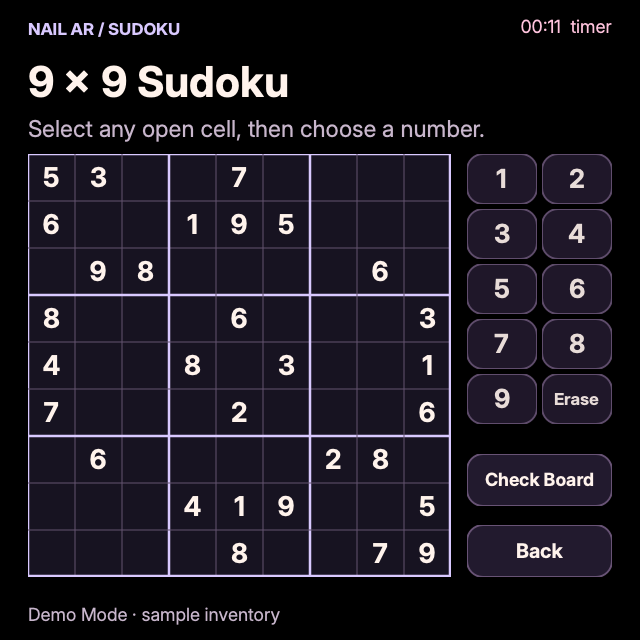 NAIL AR / SUDOKU
00:11 timer
9 × 9 Sudoku
Select any open cell, then choose a number.
5 3 7
6 1 9 5
9 8 6
8 6 3
4 8 3 1
7 2 6
6 2 8
4 1 9 5
8 7 9
1 2
3 4
5 6
7 8
9 Erase
Check Board
Back
Demo Mode · sample inventory